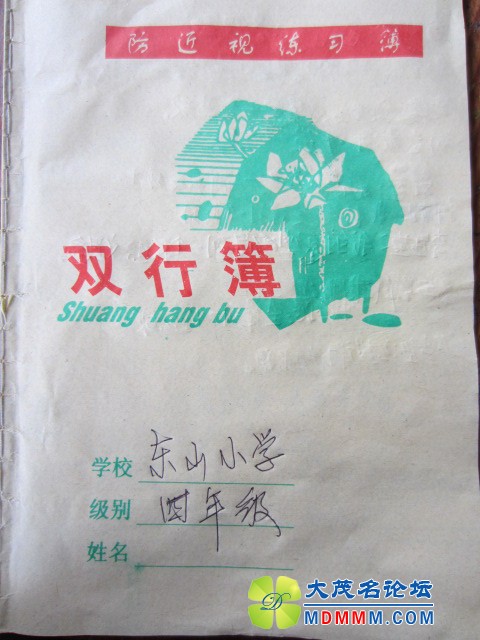 防近视练习簿
双行簿
Shuang hang bu
学校 东山小学
级别 四年级
姓名
大茂名论坛
MDMMM.COM